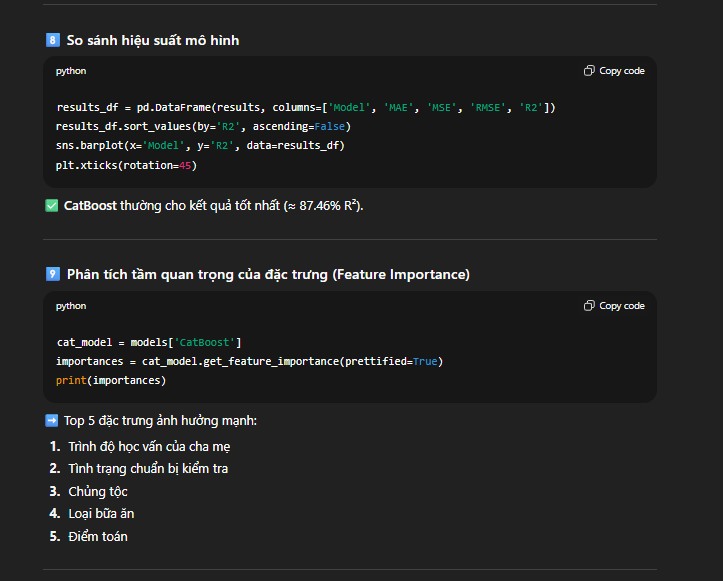 8 So sánh hiệu suất mô hình
python
Copy code
results_df = pd.DataFrame(results, columns=['Model', 'MAE', 'MSE', 'RMSE', 'R2'])
results_df.sort_values(by='R2', ascending=False)
sns.barplot(x='Model', y='R2', data=results_df)
plt.xticks(rotation=45)
✅ CatBoost thường cho kết quả tốt nhất (≈ 87.46% R²).
9 Phân tích tầm quan trọng của đặc trưng (Feature Importance)
python
Copy code
cat_model = models['CatBoost']
importances = cat_model.get_feature_importance(prettified=True)
print(importances)
➡ Top 5 đặc trưng ảnh hưởng mạnh:
1. Trình độ học vấn của cha mẹ
2. Tình trạng chuẩn bị kiểm tra
3. Chủng tộc
4. Loại bữa ăn
5. Điểm toán